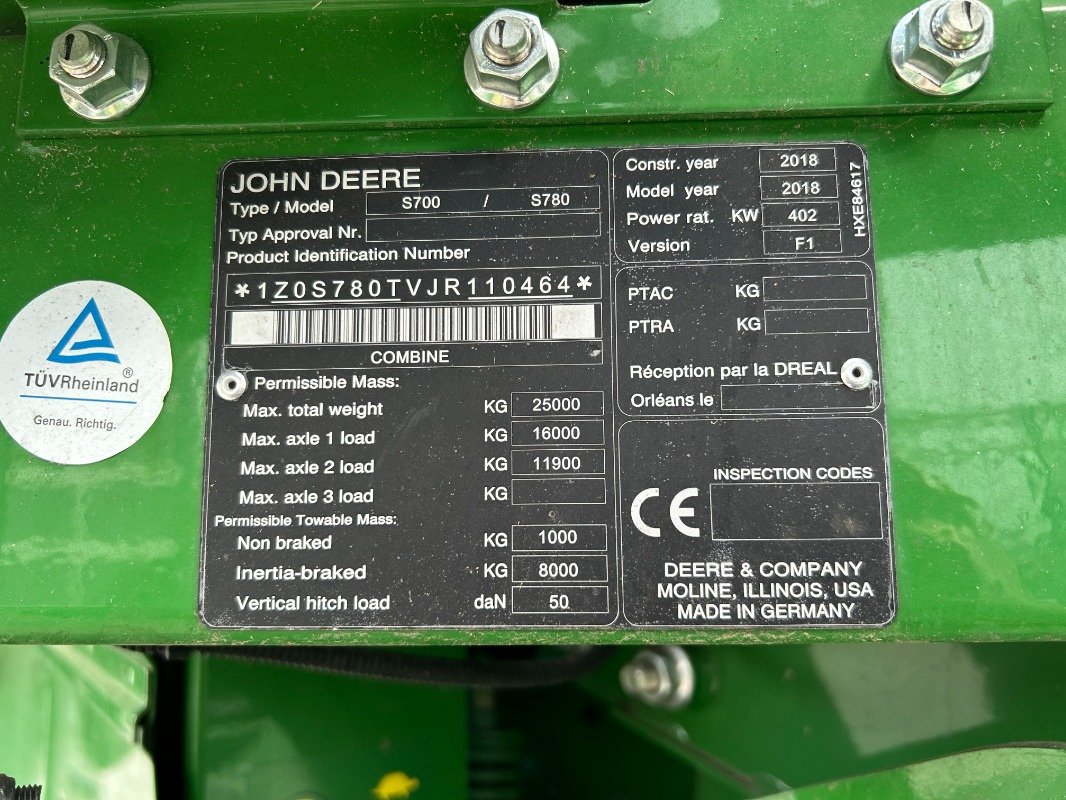 JOHN DEERE
Type / Model S700 / S780
Typ Approval Nr.
Product Identification Number
*1Z0S780TVJR110464*
COMBINE
Permissible Mass:
Max. total weight KG 25000
Max. axle 1 load KG 16000
Max. axle 2 load KG 11900
Max. axle 3 load KG
Permissible Towable Mass:
Non braked KG 1000
Inertia-braked KG 8000
Vertical hitch load daN 50
Constr. year 2018
Model year 2018
Power rat. KW 402
Version F1
HXE84617
PTAC KG
PTRA KG
Réception par la DREAL
Orléans le
INSPECTION CODES
CE
DEERE & COMPANY
MOLINE, ILLINOIS, USA
MADE IN GERMANY
TÜVRheinland®
Genau. Richtig.